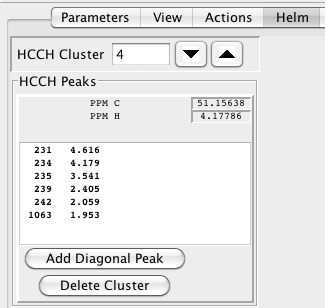 Parameters View Actions Helm
HCCH Cluster 4
HCCH Peaks
PPM C 51.15638
PPM H 4.17786
231 4.616
234 4.179
235 3.541
239 2.405
242 2.059
1063 1.953
Add Diagonal Peak
Delete Cluster